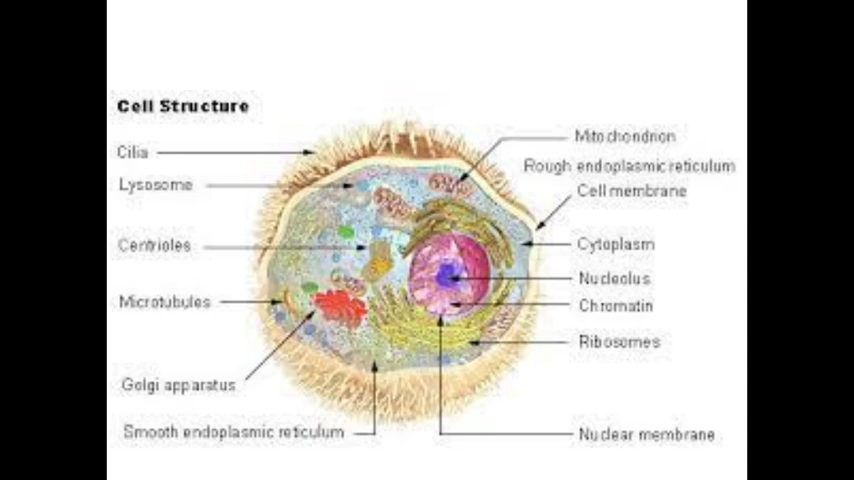 Cell Structure
Cilia
Lysosome
Centrioles
Microtubules
Golgi apparatus
Smooth endoplasmic reticulum
Mitochondrion
Rough endoplasmic reticulum
Cell membrane
Cytoplasm
Nucleolus
Chromatin
Ribosomes
Nuclear membrane